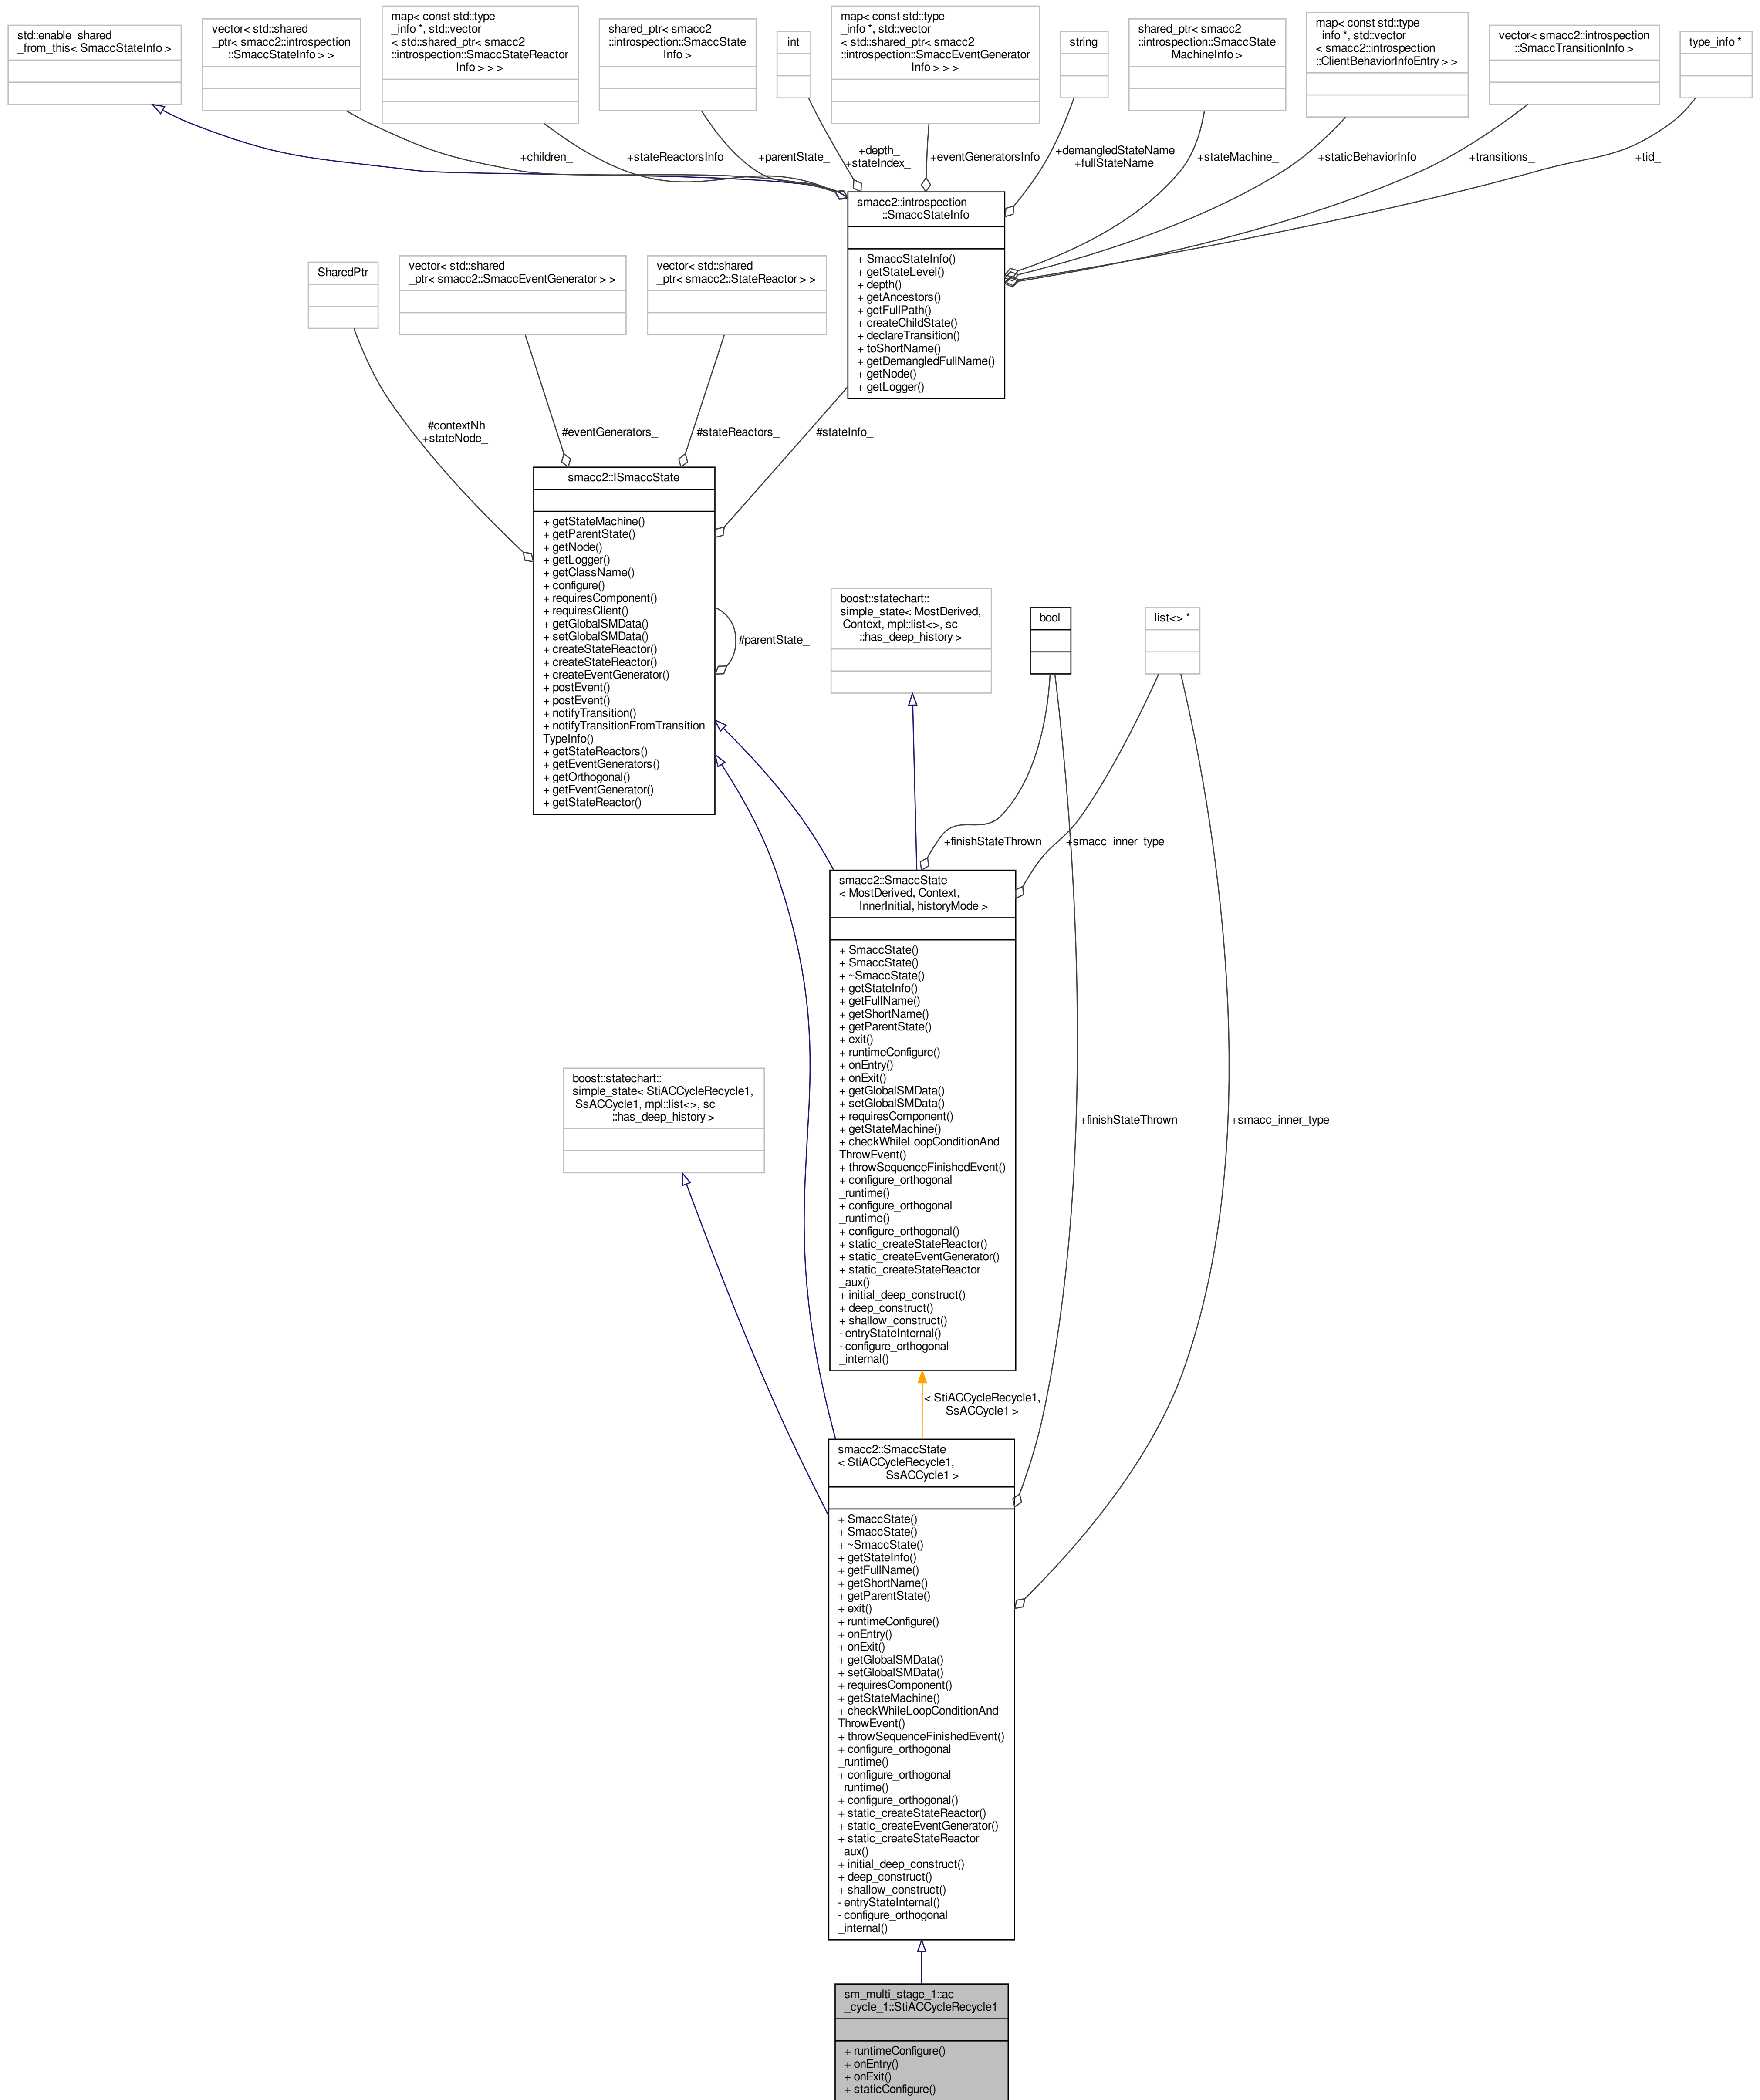 std::enable_shared
_from_this< SmaccStateInfo >
vector< std::shared
_ptr< smacc2::introspection
::SmaccStateInfo > >
map< const std::type
_info *, std::vector
< std::shared_ptr< smacc2
::introspection::SmaccStateReactor
Info > > >
shared_ptr< smacc2
::introspection::SmaccState
Info >
int
map< const std::type
_info *, std::vector
< std::shared_ptr< smacc2
::introspection::SmaccEventGenerator
Info > > >
string
shared_ptr< smacc2
::introspection::SmaccState
MachineInfo >
map< const std::type
_info *, std::vector
< smacc2::introspection
::ClientBehaviorInfoEntry > >
vector< smacc2::introspection
::SmaccTransitionInfo >
type_info *
+children_
+stateReactorsInfo
+parentState_
+depth_
+stateIndex_
+eventGeneratorsInfo
+demangledStateName
+fullStateName
+stateMachine_
+staticBehaviorInfo
+transitions_
+tid_
smacc2::introspection
::SmaccStateInfo
+ SmaccStateInfo()
+ getStateLevel()
+ depth()
+ getAncestors()
+ getFullPath()
+ createChildState()
+ declareTransition()
+ toShortName()
+ getDemangledFullName()
+ getNode()
+ getLogger()
SharedPtr
vector< std::shared
_ptr< smacc2::SmaccEventGenerator > >
vector< std::shared
_ptr< smacc2::StateReactor > >
#contextNh
+stateNode_
#eventGenerators_
#stateReactors_
#stateInfo_
smacc2::ISmaccState
+ getStateMachine()
+ getParentState()
+ getNode()
+ getLogger()
+ getClassName()
+ configure()
+ requiresComponent()
+ requiresClient()
+ getGlobalSMData()
+ setGlobalSMData()
+ createStateReactor()
+ createStateReactor()
+ createEventGenerator()
+ postEvent()
+ postEvent()
+ notifyTransition()
+ notifyTransitionFromTransition
TypeInfo()
+ getStateReactors()
+ getEventGenerators()
+ getOrthogonal()
+ getEventGenerator()
+ getStateReactor()
#parentState_
boost::statechart::
simple_state< MostDerived,
Context, mpl::list<>, sc
::has_deep_history >
bool
list<> *
+finishStateThrown
+smacc_inner_type
smacc2::SmaccState
< MostDerived, Context,
InnerInitial, historyMode >
+ SmaccState()
+ SmaccState()
+ ~SmaccState()
+ getStateInfo()
+ getFullName()
+ getShortName()
+ getParentState()
+ exit()
+ runtimeConfigure()
+ onEntry()
+ onExit()
+ getGlobalSMData()
+ setGlobalSMData()
+ requiresComponent()
+ getStateMachine()
+ checkWhileLoopConditionAnd
ThrowEvent()
+ throwSequenceFinishedEvent()
+ configure_orthogonal
_runtime()
+ configure_orthogonal
_runtime()
+ configure_orthogonal()
+ static_createStateReactor()
+ static_createEventGenerator()
+ static_createStateReactor
_aux()
+ initial_deep_construct()
+ deep_construct()
+ shallow_construct()
- entryStateInternal()
- configure_orthogonal
_internal()
boost::statechart::
simple_state< StiACCycleRecycle1,
SsACCycle1, mpl::list<>, sc
::has_deep_history >
+finishStateThrown
+smacc_inner_type
< StiACCycleRecycle1,
SsACCycle1 >
smacc2::SmaccState
< StiACCycleRecycle1,
SsACCycle1 >
+ SmaccState()
+ SmaccState()
+ ~SmaccState()
+ getStateInfo()
+ getFullName()
+ getShortName()
+ getParentState()
+ exit()
+ runtimeConfigure()
+ onEntry()
+ onExit()
+ getGlobalSMData()
+ setGlobalSMData()
+ requiresComponent()
+ getStateMachine()
+ checkWhileLoopConditionAnd
ThrowEvent()
+ throwSequenceFinishedEvent()
+ configure_orthogonal
_runtime()
+ configure_orthogonal
_runtime()
+ configure_orthogonal()
+ static_createStateReactor()
+ static_createEventGenerator()
+ static_createStateReactor
_aux()
+ initial_deep_construct()
+ deep_construct()
+ shallow_construct()
- entryStateInternal()
- configure_orthogonal
_internal()
sm_multi_stage_1::ac
_cycle_1::StiACCycleRecycle1
+ runtimeConfigure()
+ onEntry()
+ onExit()
+ staticConfigure()